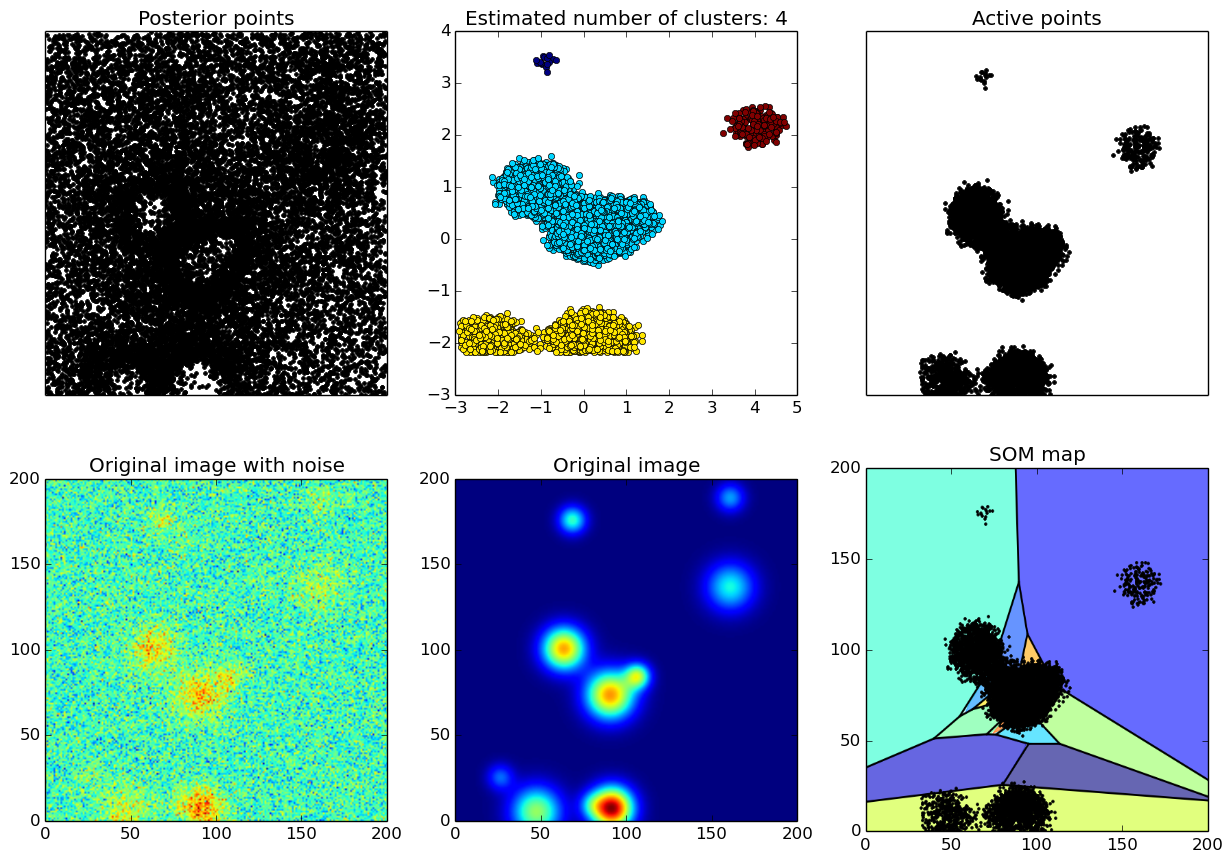 Posterior points
Estimated number of clusters: 4
Active points
4
3
2
1
0
−1
−2
−3
−3 −2 −1 0 1 2 3 4 5
Original image with noise
Original image
SOM map
200
150
100
50
0
0 50 100 150 200
200
150
100
50
0
0 50 100 150 200
200
150
100
50
0
0 50 100 150 200